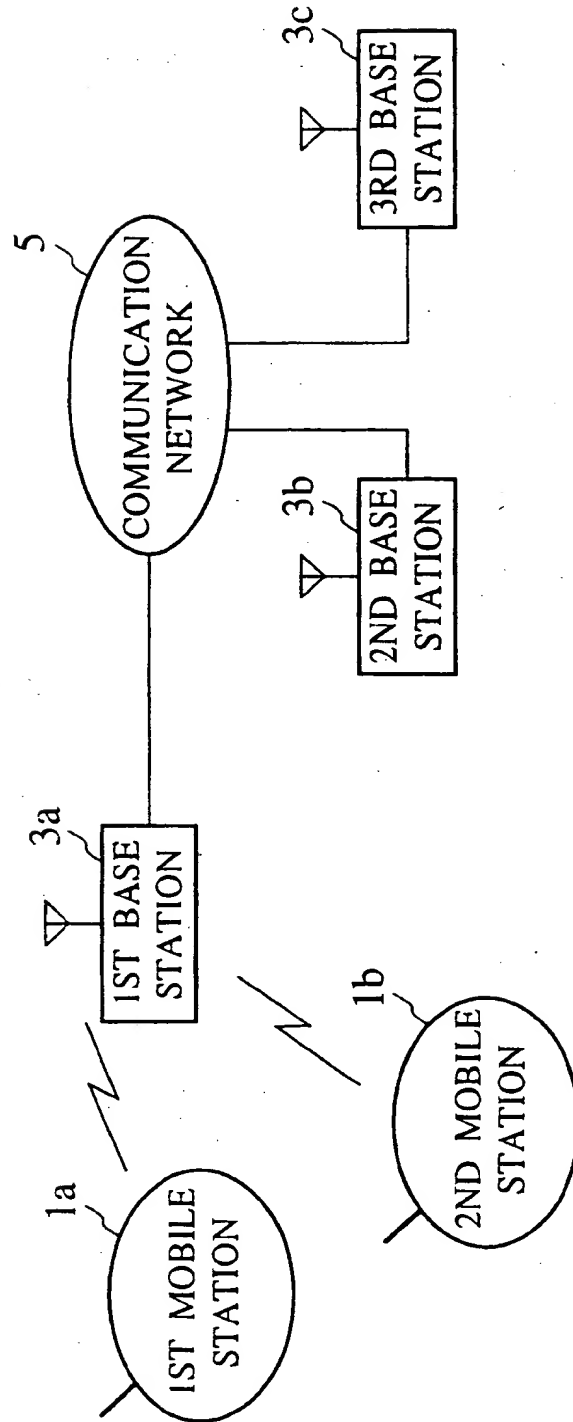 1a
1ST MOBILE
STATION
1b
2ND MOBILE
STATION
3a
1ST BASE
STATION
5
COMMUNICATION
NETWORK
3b
2ND BASE
STATION
3c
3RD BASE
STATION